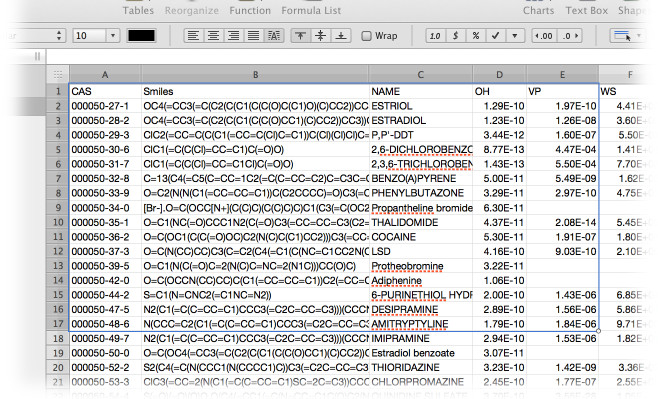 Tables Reorganize Function Formula List Charts Text Box
10 Wrap 1.0 $ % .00 .0
A B C D E F
1 CAS Smiles NAME OH VP WS
2 000050-27-1 OC4(=CC3(=C(C2(C(C1(C(C(O)C(C1)O)(C)CC2))CC ESTRIOL 1.29E-10 1.97E-10 4.41E
3 000050-28-2 OC4(=CC3(=C(C2(C(C1(C(C(O)CC1)(C)CC2))CC3)( ESTRADIOL 1.23E-10 1.26E-08 3.60E
4 000050-29-3 ClC2(=CC=C(C(C1(=CC=C(Cl)C=C1))C(Cl)(Cl)Cl)C= P,P'-DDT 3.44E-12 1.60E-07 5.50E
5 000050-30-6 ClC1(=C(C(Cl)=CC=C1)C(=O)O) 2,6-DICHLOROBENZO 8.77E-13 4.47E-04 1.41E
6 000050-31-7 ClC1(=C(C(Cl)=CC=C1Cl)C(=O)O) 2,3,6-TRICHLOROBEN 1.43E-13 5.50E-04 7.70E
7 000050-32-8 C=13(C4(=C5(C=CC=1C2(=C(C=CC=C2)C=C3C= BENZO(A)PYRENE 5.00E-11 5.49E-09 1.62E
8 000050-33-9 O=C2(N(N(C1(=CC=CC=C1))C(C2CCCC)=O)C3(=C PHENYLBUTAZONE 3.29E-11 2.97E-10 4.75E
9 000050-34-0 [Br-].O=C(OCC[N+](C(C)C)(C(C)C)C)C1(C3(=C(OC2 Propantheline bromide 6.30E-11
10 000050-35-1 O=C1(NC(=O)CCC1N2(C(=O)C3(=CC=CC=C3(C2= THALIDOMIDE 4.37E-11 2.08E-14 5.45E
11 000050-36-2 O=C(OC1(C(C(=O)OC)C2(N(C)C(C1)CC2)))C3(=CC= COCAINE 5.30E-11 1.91E-07 1.80E
12 000050-37-3 O=C(N(CC)CC)C3(C=C2(C4(=C1(C(NC=C1CC2N(C LSD 4.16E-10 9.03E-10 2.10E
13 000050-39-5 O=C1(N(C(=O)C=2(N(C)C=NC=2(N1C)))CC(O)C) Protheobromine 3.22E-11
14 000050-42-0 O=C(OCCN(CC)CC)C(C1(=CC=CC=C1))C2(=CC=C Adiphenine 1.06E-10
15 000050-44-2 S=C1(N=CNC2(=C1NC=N2)) 6-PURINETHIOL HYDR 2.00E-10 1.43E-06 6.85E
16 000050-47-5 N2(C1(=C(C=CC=C1)CCC3(=C2C=CC=C3)))(CCCN DESIPRAMINE 2.89E-10 1.56E-06 5.86E
17 000050-48-6 N(CCC=C2(C1(=C(C=CC=C1)CCC3(=C2C=CC=C3 AMITRYPTYLINE 1.79E-10 1.84E-06 9.71E
18 000050-49-7 N2(C1(=C(C=CC=C1)CCC3(=C2C=CC=C3)))(CCCN IMIPRAMINE 2.94E-10 1.53E-06 1.82E
19 000050-50-0 O=C(OC4(=CC3(=C(C2(C(C1(C(C(O)CC1)(C)CC2))C Estradiol benzoate 3.07E-11
20 000050-52-2 S2(C4(=C(N(CCC1(N(CCCC1)C))C3(=C2C=CC=C3 THIORIDAZINE 3.23E-10 1.42E-09 3.36E
21 000050-53-3 ClC3(=CC=2(N(C1(=C(C=CC=C1)SC=2C=C3))CCCN CHLORPROMAZINE 2.45E-10 1.77E-07 2.55E